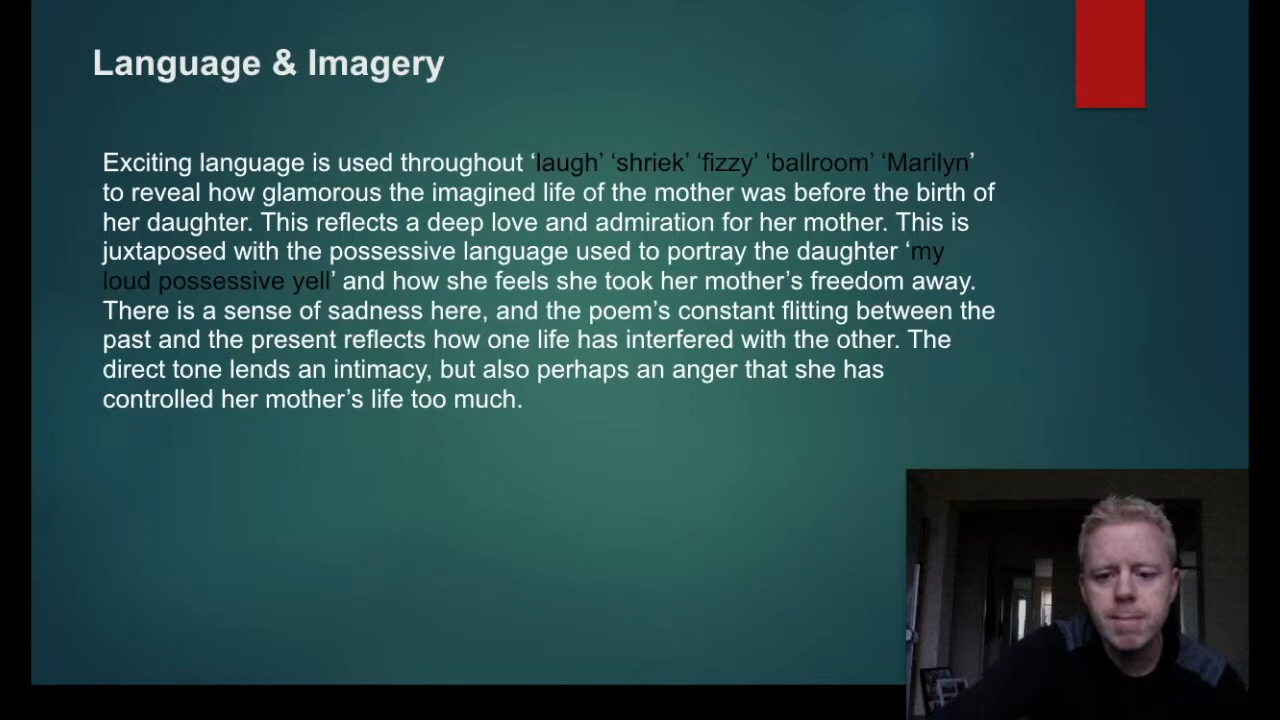 Language & Imagery
Exciting language is used throughout ‘laugh’ ‘shriek’ ‘fizzy’ ‘ballroom’ ‘Marilyn’
to reveal how glamorous the imagined life of the mother was before the birth of
her daughter. This reflects a deep love and admiration for her mother. This is
juxtaposed with the possessive language used to portray the daughter ‘my
loud possessive yell’ and how she feels she took her mother’s freedom away.
There is a sense of sadness here, and the poem’s constant flitting between the
past and the present reflects how one life has interfered with the other. The
direct tone lends an intimacy, but also perhaps an anger that she has
controlled her mother’s life too much.